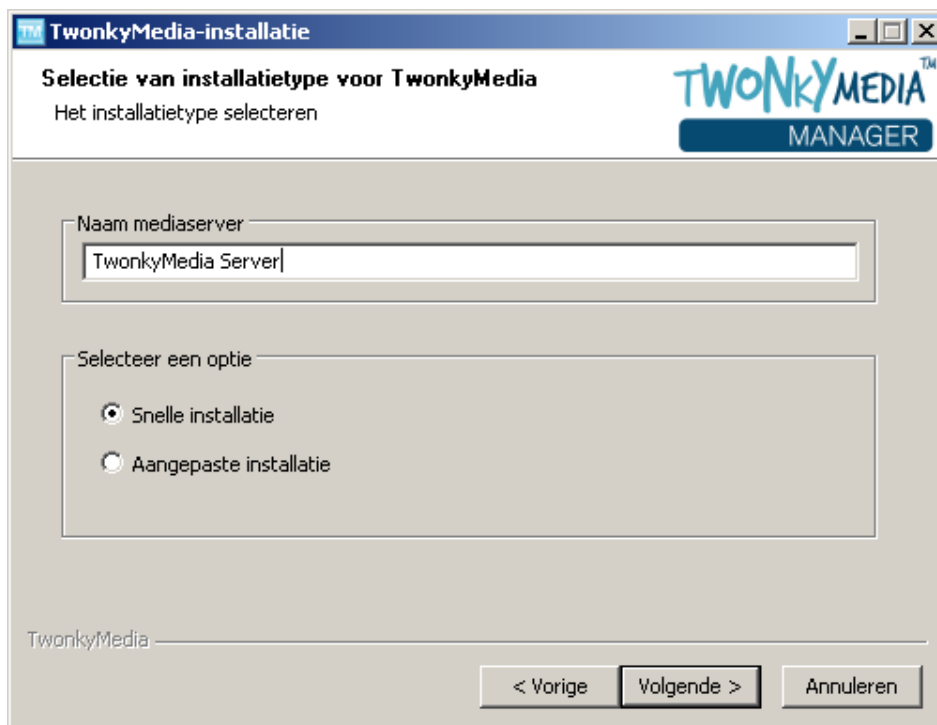 TM TwonkyMedia-installatie
Selectie van installatietype voor TwonkyMedia
Het installatietype selecteren
TWONKYMEDIA™
MANAGER
Naam mediaserver
TwonkyMedia Server
Selecteer een optie
Snelle installatie
Aangepaste installatie
TwonkyMedia
< Vorige
Volgende >
Annuleren